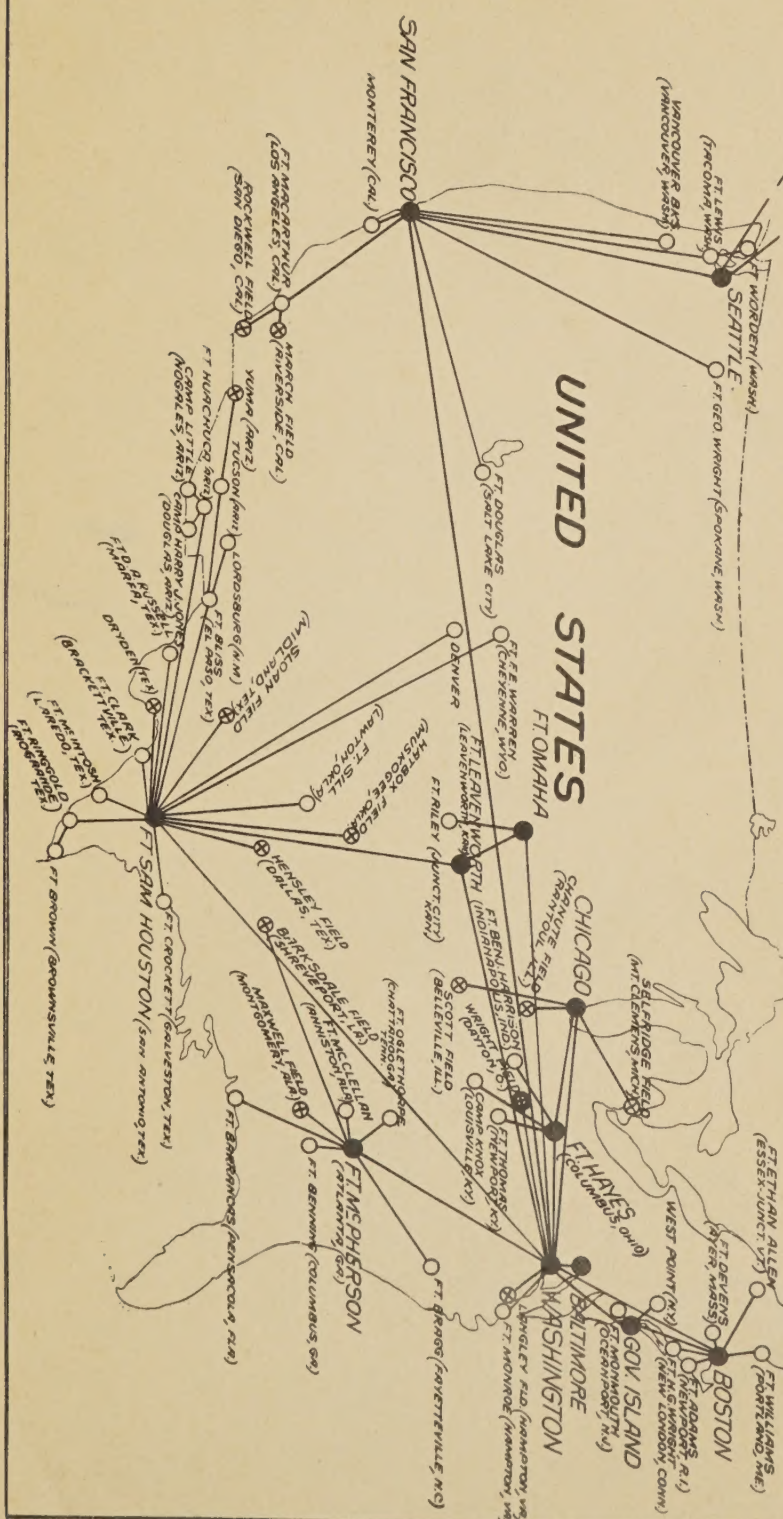 UNITED STATES
FT. WORDEN (WASH)
FT. LEWIS
(TACOMA, WASH)
SEATTLE.
VANCOUVER BKS
(VANCOUVER, WASH)
FT. GEO. WRIGHT (SPOKANE, WASH)
SAN FRANCISCO
MONTEREY (CAL)
FT. MACARTHUR
(LOS ANGELES, CAL)
MARCH FIELD
(RIVERSIDE, CAL)
ROCKWELL FIELD
(SAN DIEGO, CAL)
FT. DOUGLAS
(SALT LAKE CITY)
YUMA (ARIZ)
TUCSON (ARIZ)
FT HUACHUCA (ARIZ)
CAMP LITTLE
(NOGALES, ARIZ)
CAMP HARRY J. JONES
(DOUGLAS, ARIZ)
LORDSBURG (N.M)
FT. BLISS
(EL PASO, TEX)
FT. D. A. RUSSELL
(MARFA, TEX)
DRYDEN (TEX)
SLOAN FIELD
(MIDLAND, TEX)
FT. CLARK
(BRACKETTVILLE
TEX)
FT. MCINTOSH
(LAREDO, TEX)
FT. RINGGOLD
(RIO GRANDE,
TEX)
FT. BROWN (BROWNSVILLE, TEX)
FT SAM HOUSTON (SAN ANTONIO, TEX)
FT. CROCKETT (GALVESTON, TEX)
HENSLEY FIELD
(DALLAS, TEX)
DENVER
FT. F.E. WARREN
(CHEYENNE, WYO)
FT. SILL
(LAWTON, OKLA)
HATBOX FIELD
(MUSKOGEE, OKLA)
FT. OMAHA
FT. LEAVENWORTH
(LEAVENWORTH, KAN)
FT. RILEY (JUNCT. CITY
KAN)
CHICAGO
CHANUTE FIELD
(RANTOUL, ILL)
SCOTT FIELD
(BELLEVILLE, ILL)
SELFRIDGE FIELD
(MT. CLEMENS, MICH)
FT. BENJ. HARRISON
(INDIANAPOLIS, IND)
WRIGHT FIELD
(DAYTON, O)
FT. HAYES
(COLUMBUS, OHIO)
FT. THOMAS
(NEWPORT, KY)
CAMP KNOX
(LOUISVILLE, KY)
BARKSDALE FIELD
(SHREVEPORT, LA)
FT. OGLETHORPE
(CHATTANOOGA
TENN)
FT. MCCLELLAN
(ANNISTON, ALA)
MAXWELL FIELD
(MONTGOMERY, ALA)
FT. MCPHERSON
(ATLANTA, GA)
FT. BENNING (COLUMBUS, GA)
FT. BARRANCAS (PENSACOLA, FLA)
FT. BRAGG (FAYETTEVILLE, N.C)
WASHINGTON
BALTIMORE
LANGLEY FLD. (HAMPTON, VA)
FT. MONROE (HAMPTON, VA)
GOV. ISLAND
FT. MONMOUTH
(OCEANPORT, N.J)
WEST POINT (N.Y)
FT. ETHAN ALLEN
(ESSEX JUNCT. VT)
FT. DEVENS
(AYER, MASS)
BOSTON
FT. WILLIAMS
(PORTLAND, ME)
FT. ADAMS
(NEWPORT, R.I.)
FT. H.G. WRIGHT
(NEW LONDON, CONN)